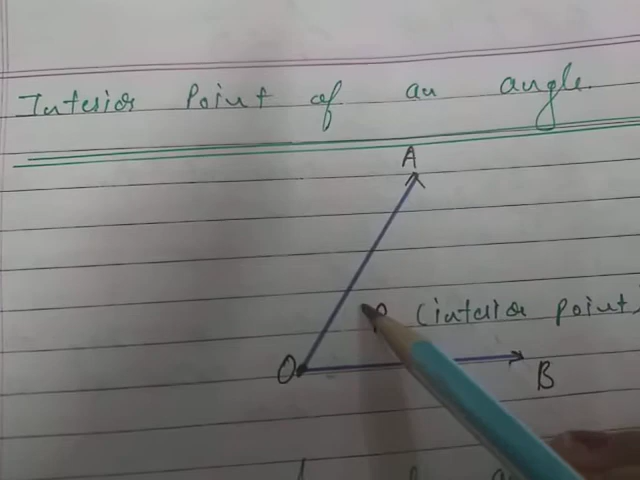 Interior Point of an angle.
A
P (interior point)
O
B